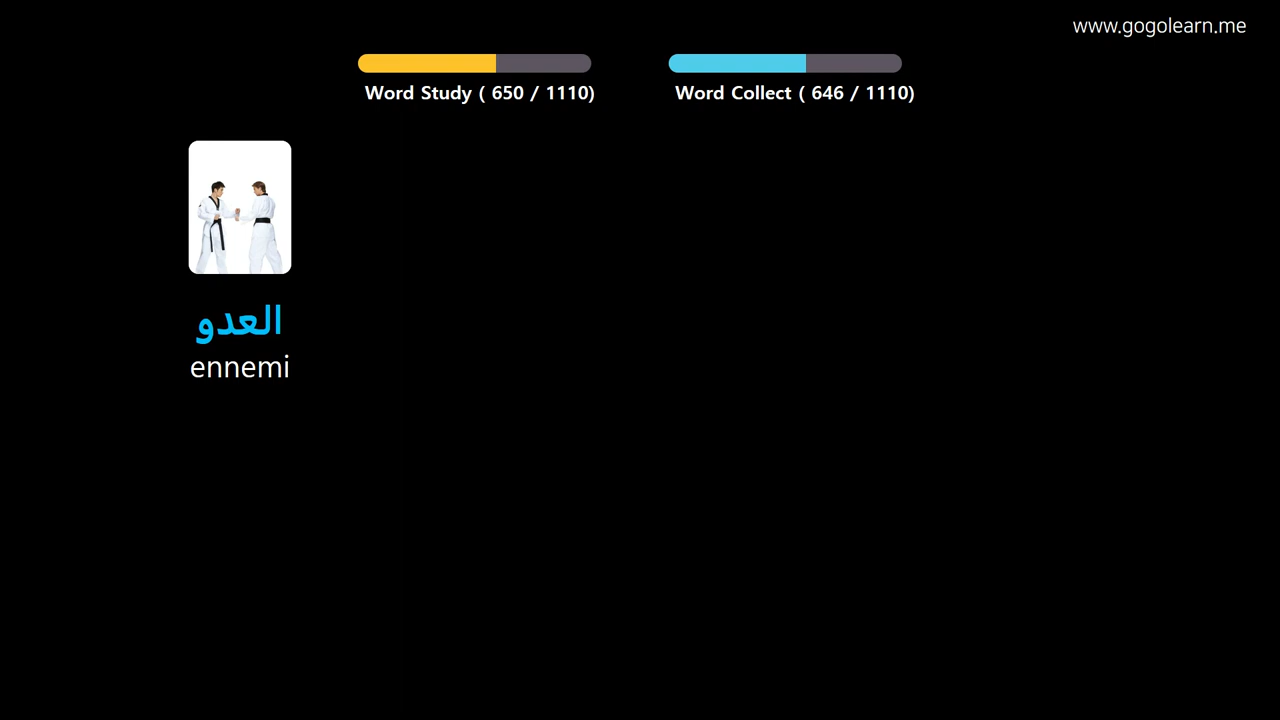 www.gogolearn.me
Word Study ( 650 / 1110)
Word Collect ( 646 / 1110)
العدو
ennemi